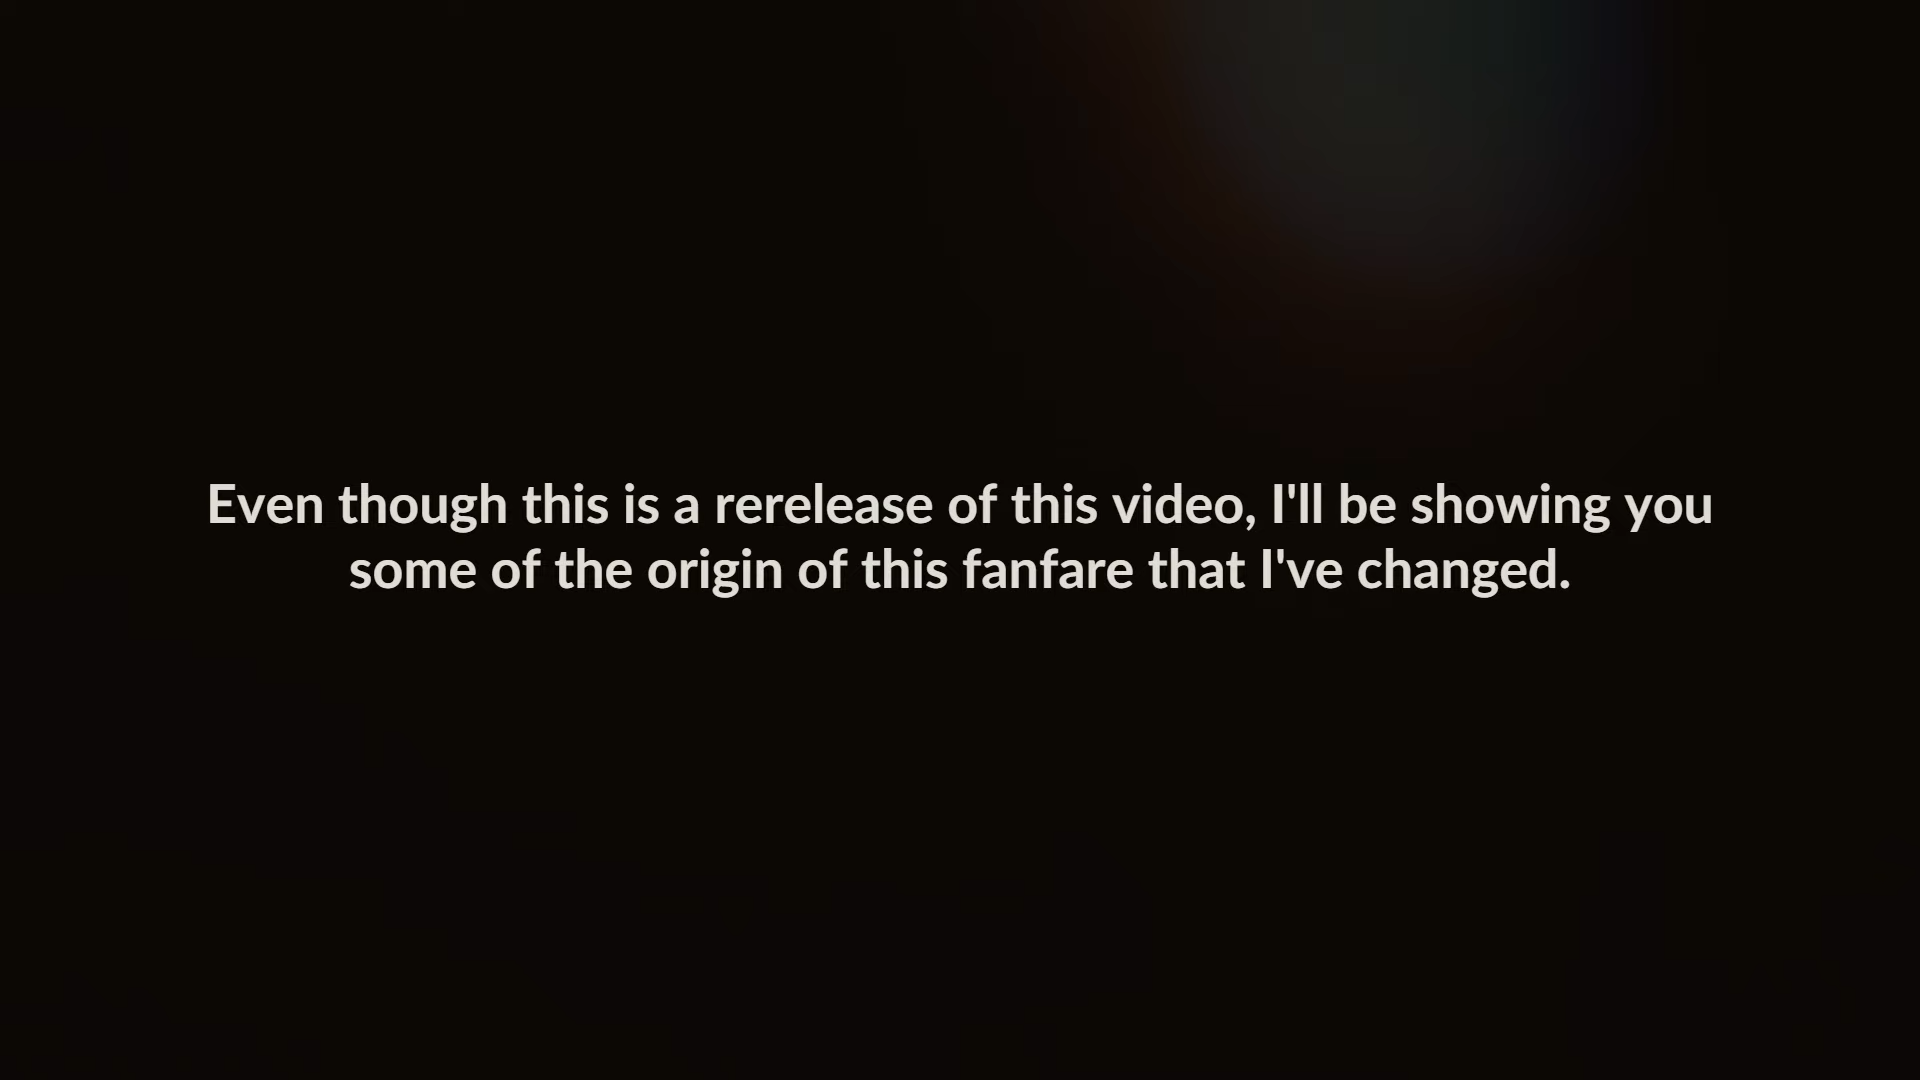 Even though this is a rerelease of this video, I'll be showing you
some of the origin of this fanfare that I've changed.